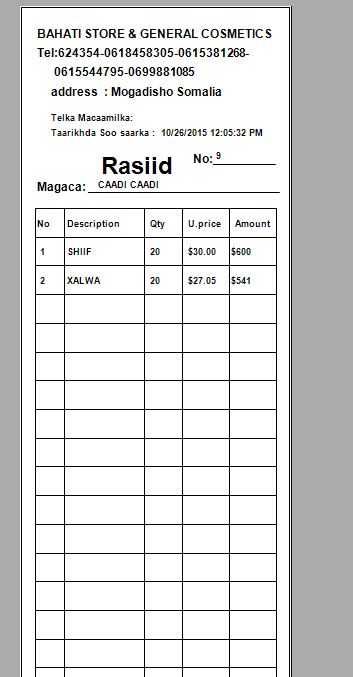 BAHATI STORE & GENERAL COSMETICS
Tel:624354-0618458305-0615381268-
0615544795-0699881085
address : Mogadisho Somalia
Telka Macaamilka:
Taarikhda Soo saarka : 10/26/2015 12:05:32 PM
Rasiid No: 9
Magaca: CAADI CAADI
No Description Qty U.price Amount
1 SHIIF 20 $30.00 $600
2 XALWA 20 $27.05 $541